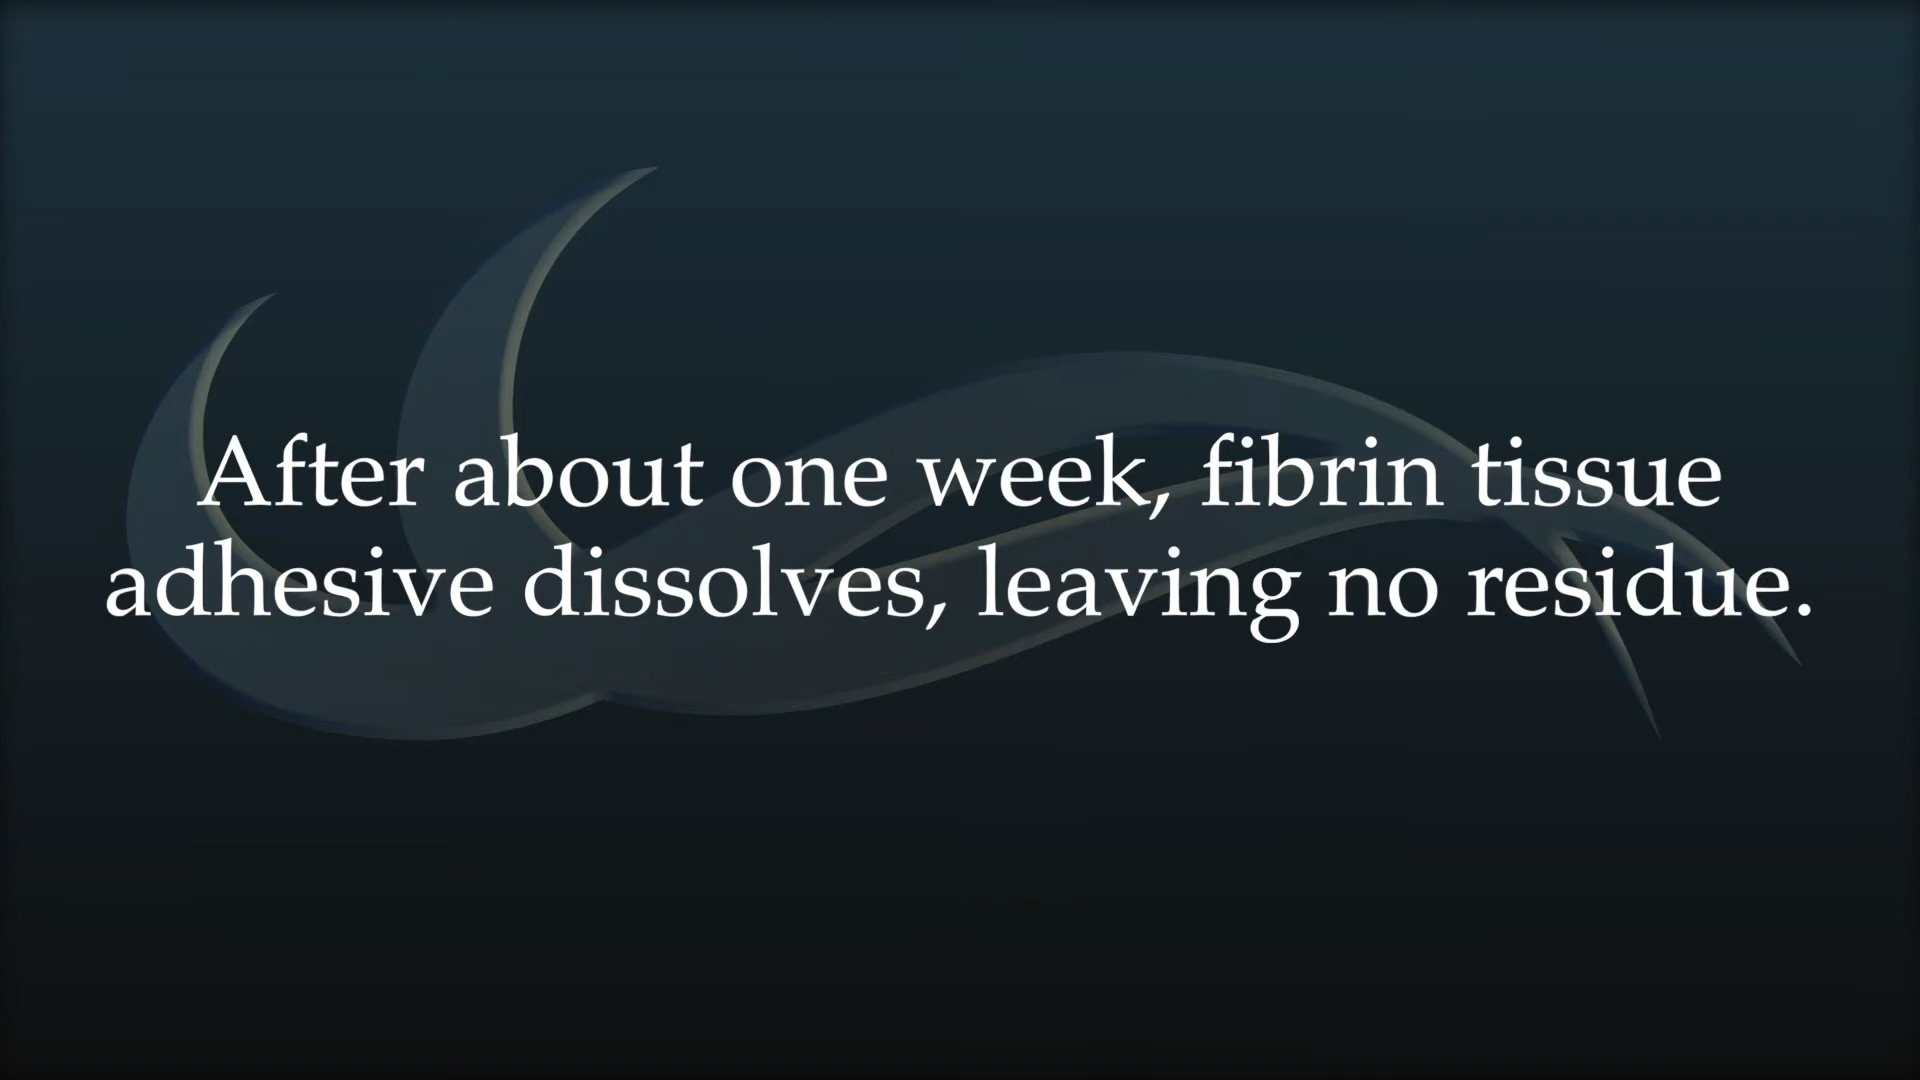 After about one week, fibrin tissue
adhesive dissolves, leaving no residue.